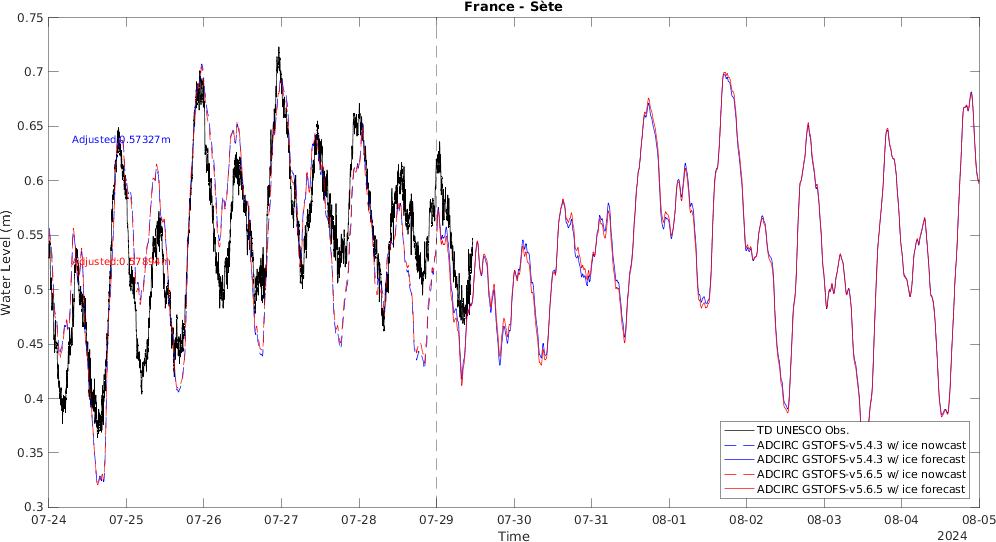 France - Sète
Water Level (m)
0.75
0.7
0.65
0.6
0.55
0.5
0.45
0.4
0.35
0.3
Adjusted:0.57327m
Adjusted:0.57894m
TD UNESCO Obs.
ADCIRC GSTOFS-v5.4.3 w/ ice nowcast
ADCIRC GSTOFS-v5.4.3 w/ ice forecast
ADCIRC GSTOFS-v5.6.5 w/ ice nowcast
ADCIRC GSTOFS-v5.6.5 w/ ice forecast
07-24 07-25 07-26 07-27 07-28 07-29 07-30 07-31 08-01 08-02 08-03 08-04 08-05
Time
2024